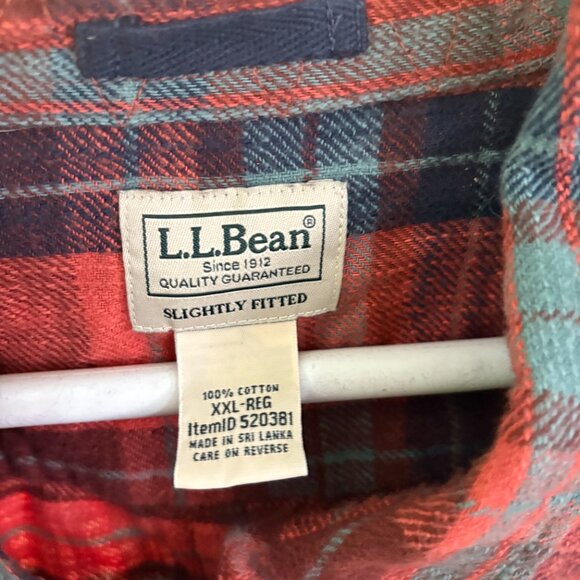 L.L.Bean®
Since 1912
QUALITY GUARANTEED
SLIGHTLY FITTED
100% COTTON
XXL-REG
ItemID 520381
MADE IN SRI LANKA
CARE ON REVERSE